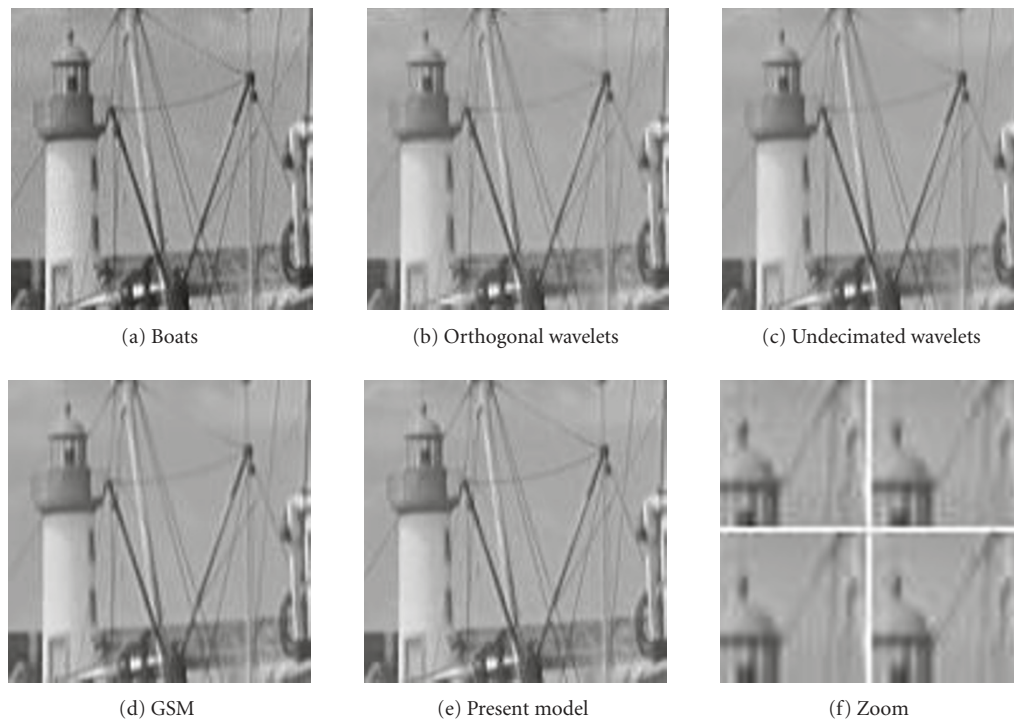 (a) Boats
(b) Orthogonal wavelets
(c) Undecimated wavelets
(d) GSM
(e) Present model
(f) Zoom